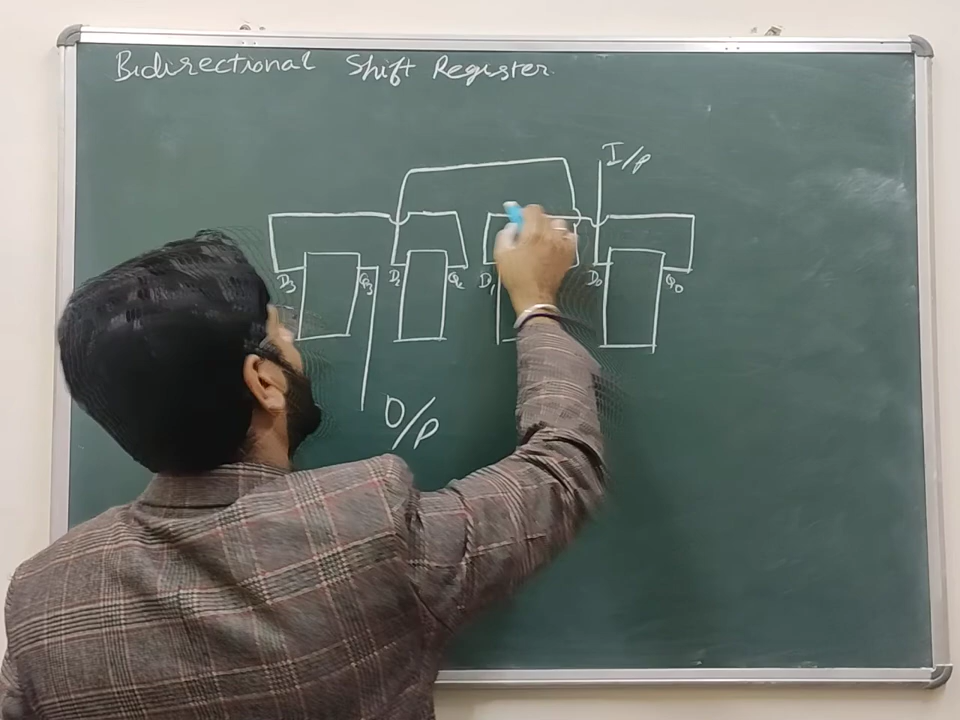 Bidirectional Shift Register
I/P
D3 Q3 D2 Q2 D1 D0 Q0
O/P